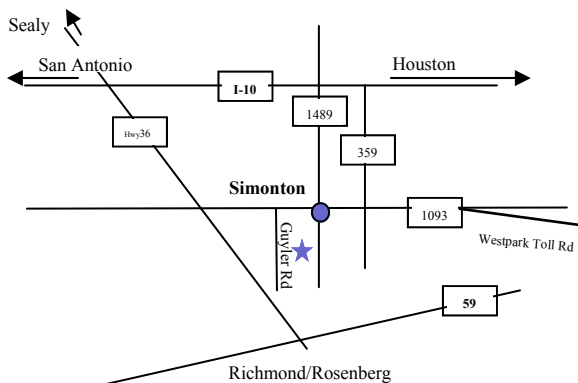 Sealy
San Antonio
Houston
I-10
1489
Hwy36
359
Simonton
1093
Guyler Rd
Westpark Toll Rd
59
Richmond/Rosenberg